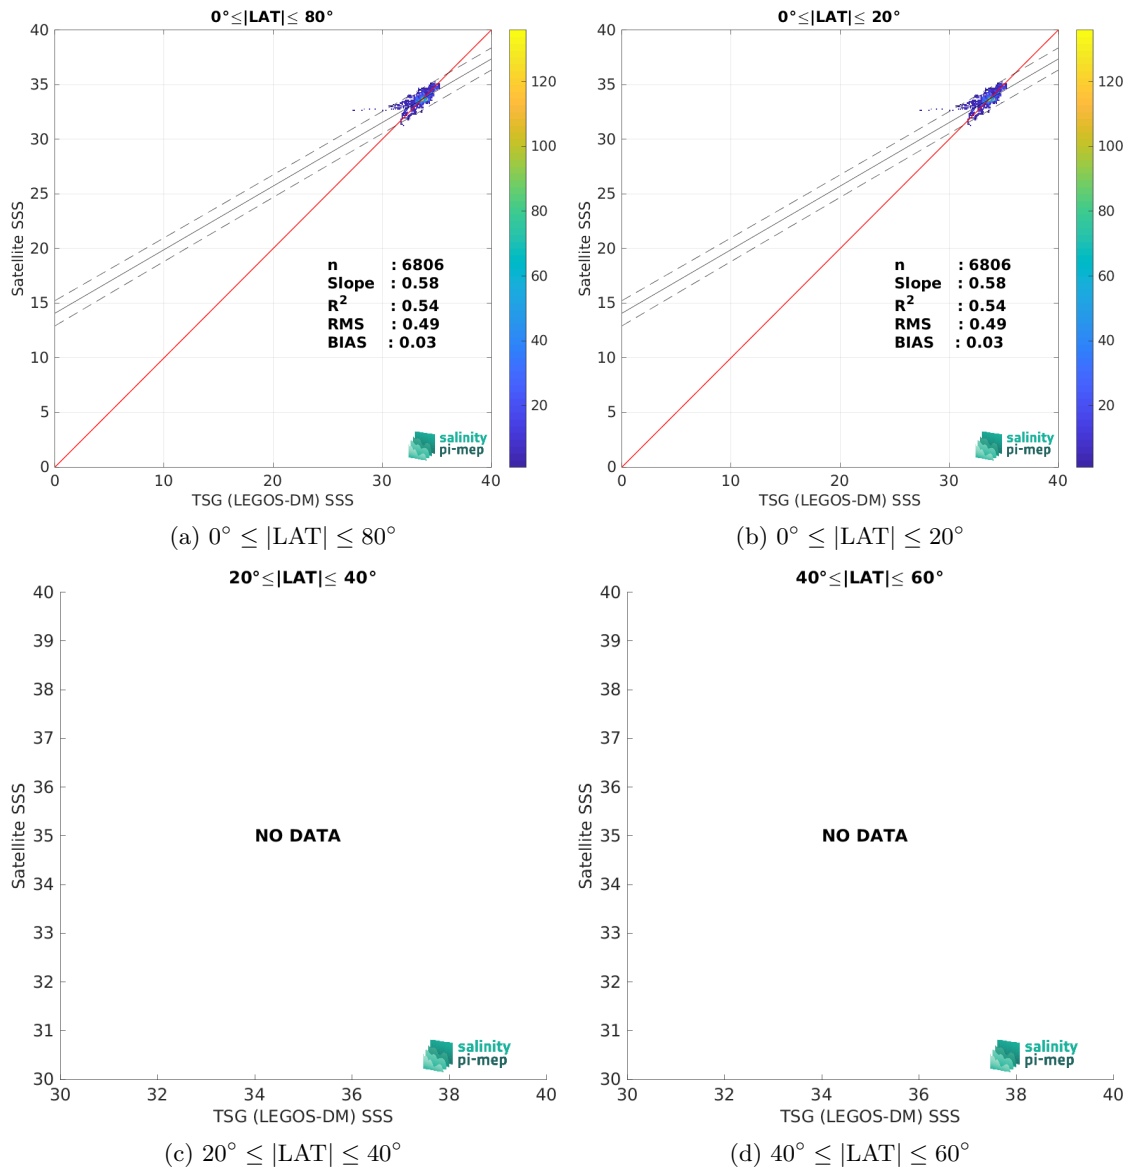 0°≤|LAT|≤ 80°
40
35
30
25
20
15
10
5
0
Satellite SSS
n : 6806
Slope : 0.58
R2 : 0.54
RMS : 0.49
BIAS : 0.03
salinity
pi-mep
0 10 20 30 40
TSG (LEGOS-DM) SSS
120
100
80
60
40
20
(a) 0° ≤ |LAT| ≤ 80°
0°≤|LAT|≤ 20°
40
35
30
25
20
15
10
5
0
Satellite SSS
n : 6806
Slope : 0.58
R2 : 0.54
RMS : 0.49
BIAS : 0.03
salinity
pi-mep
0 10 20 30 40
TSG (LEGOS-DM) SSS
120
100
80
60
40
20
(b) 0° ≤ |LAT| ≤ 20°
20°≤|LAT|≤ 40°
40
39
38
37
36
35
34
33
32
31
30
Satellite SSS
NO DATA
salinity
pi-mep
30 32 34 36 38 40
TSG (LEGOS-DM) SSS
(c) 20° ≤ |LAT| ≤ 40°
40°≤|LAT|≤ 60°
40
39
38
37
36
35
34
33
32
31
30
Satellite SSS
NO DATA
salinity
pi-mep
30 32 34 36 38 40
TSG (LEGOS-DM) SSS
(d) 40° ≤ |LAT| ≤ 60°